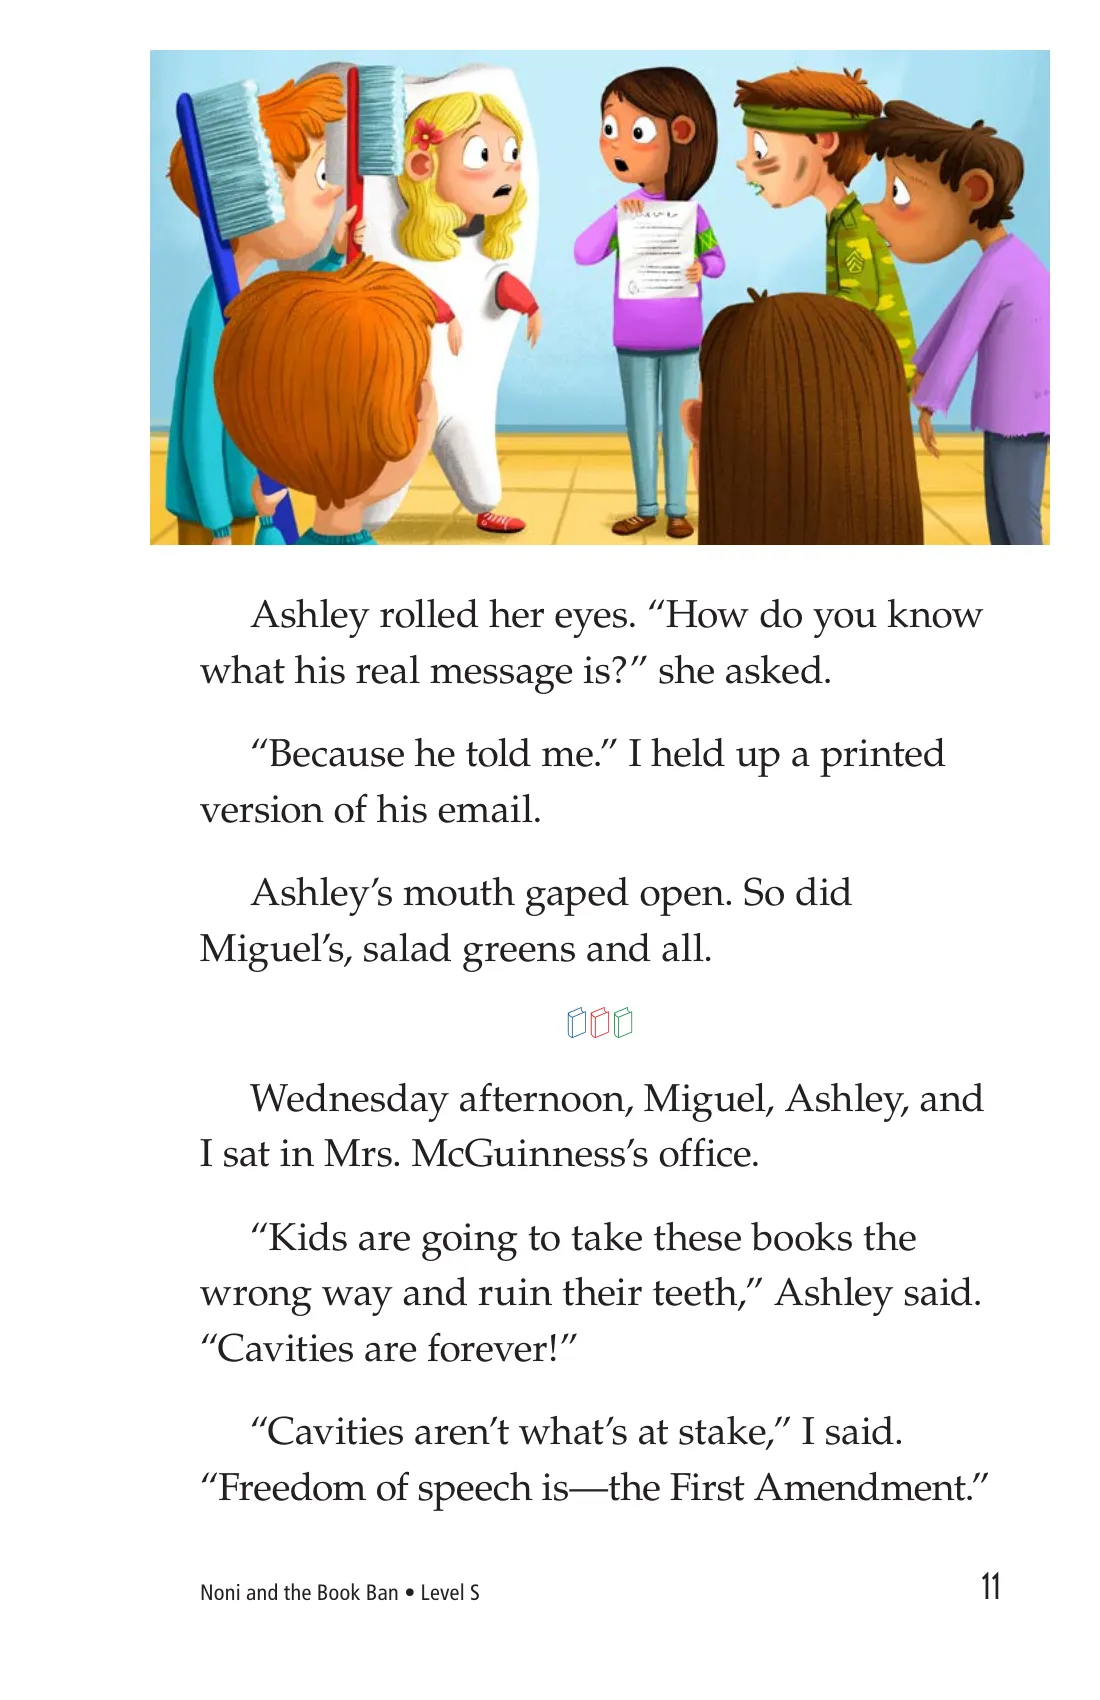 Ashley rolled her eyes. “How do you know
what his real message is?” she asked.
“Because he told me.” I held up a printed
version of his email.
Ashley’s mouth gaped open. So did
Miguel’s, salad greens and all.
Wednesday afternoon, Miguel, Ashley, and
I sat in Mrs. McGuinness’s office.
“Kids are going to take these books the
wrong way and ruin their teeth,” Ashley said.
“Cavities are forever!”
“Cavities aren’t what’s at stake,” I said.
“Freedom of speech is—the First Amendment.”
Noni and the Book Ban • Level S
11